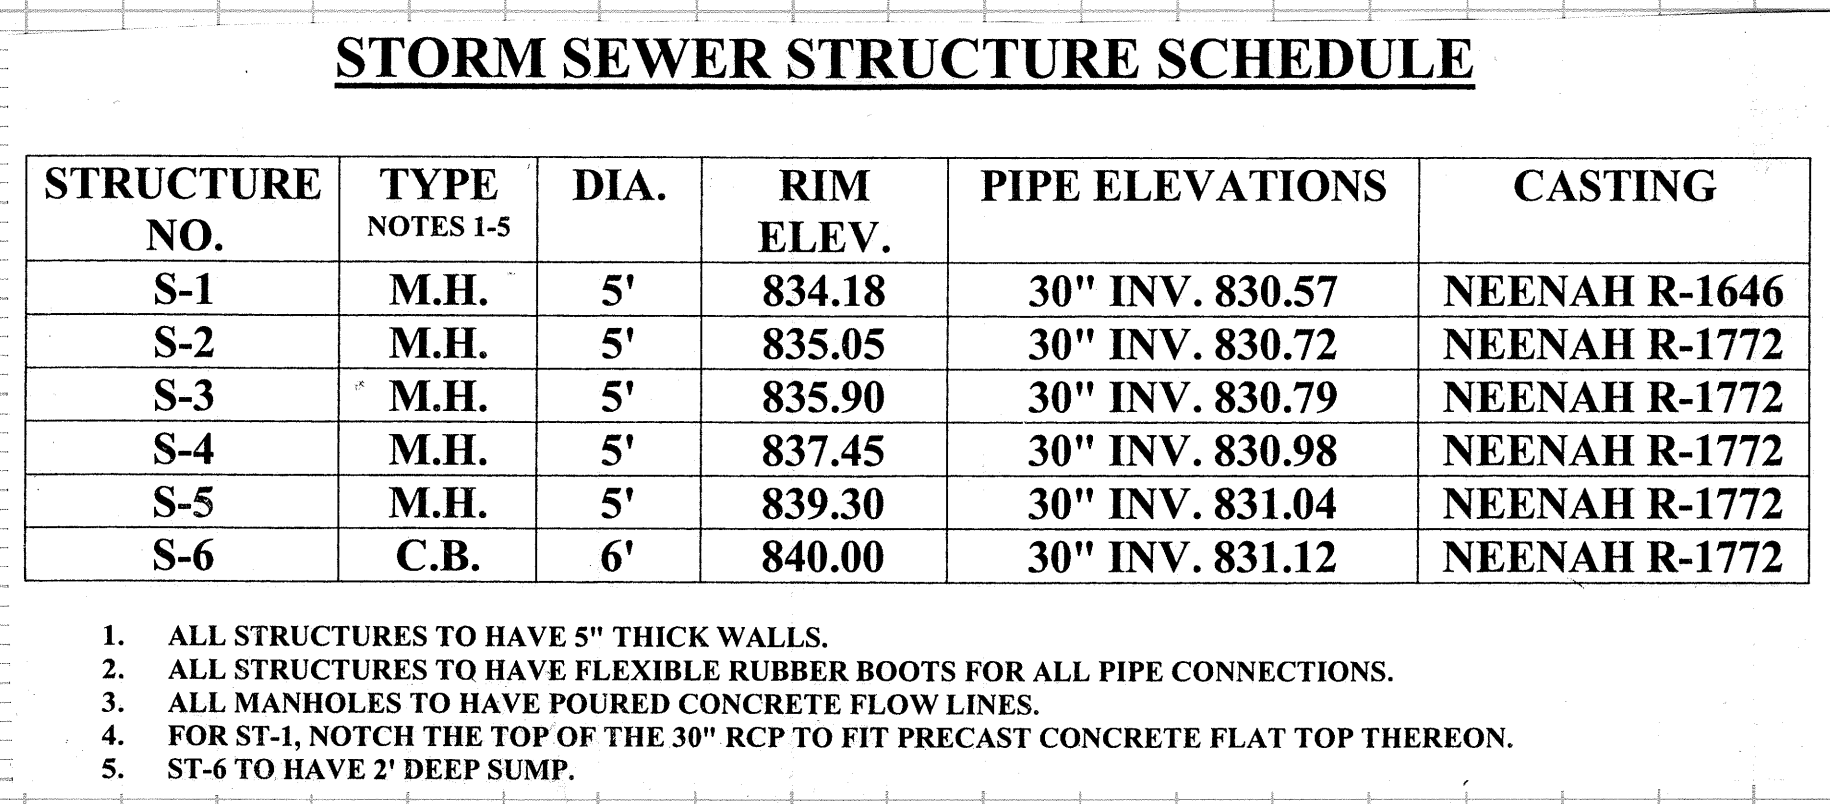 STORM SEWER STRUCTURE SCHEDULE
STRUCTURE NO. TYPE NOTES 1-5 DIA. RIM ELEV. PIPE ELEVATIONS CASTING
S-1 M.H. 5' 834.18 30" INV. 830.57 NEENAH R-1646
S-2 M.H. 5' 835.05 30" INV. 830.72 NEENAH R-1772
S-3 M.H. 5' 835.90 30" INV. 830.79 NEENAH R-1772
S-4 M.H. 5' 837.45 30" INV. 830.98 NEENAH R-1772
S-5 M.H. 5' 839.30 30" INV. 831.04 NEENAH R-1772
S-6 C.B. 6' 840.00 30" INV. 831.12 NEENAH R-1772
1. ALL STRUCTURES TO HAVE 5" THICK WALLS.
2. ALL STRUCTURES TO HAVE FLEXIBLE RUBBER BOOTS FOR ALL PIPE CONNECTIONS.
3. ALL MANHOLES TO HAVE POURED CONCRETE FLOW LINES.
4. FOR ST-1, NOTCH THE TOP OF THE 30" RCP TO FIT PRECAST CONCRETE FLAT TOP THEREON.
5. ST-6 TO HAVE 2' DEEP SUMP.